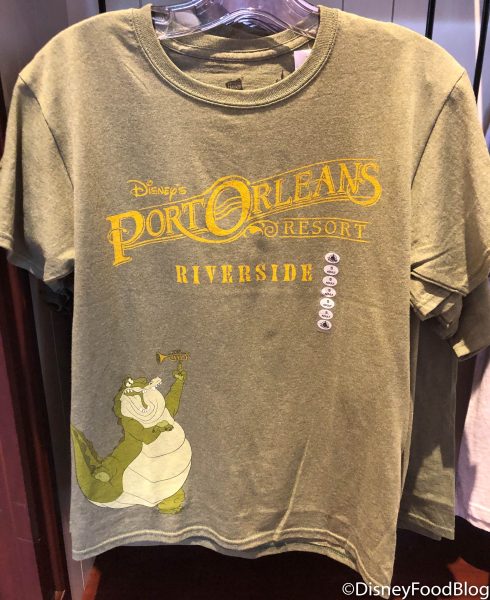 Disney's
PORT ORLEANS
RESORT
RIVERSIDE
©DisneyFoodBlog